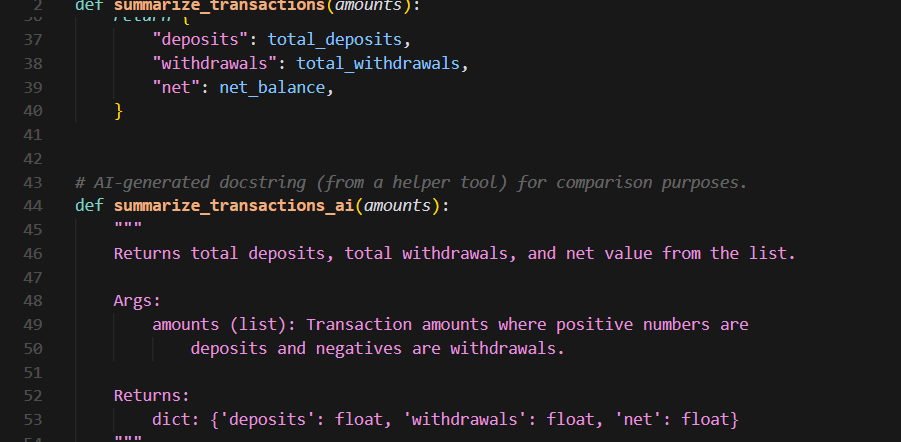 2 def summarize_transactions(amounts):
36 return {
37 "deposits": total_deposits,
38 "withdrawals": total_withdrawals,
39 "net": net_balance,
40 }
41
42
43 # AI-generated docstring (from a helper tool) for comparison purposes.
44 def summarize_transactions_ai(amounts):
45 """
46 Returns total deposits, total withdrawals, and net value from the list.
47
48 Args:
49 amounts (list): Transaction amounts where positive numbers are
50 deposits and negatives are withdrawals.
51
52 Returns:
53 dict: {'deposits': float, 'withdrawals': float, 'net': float}
54 """